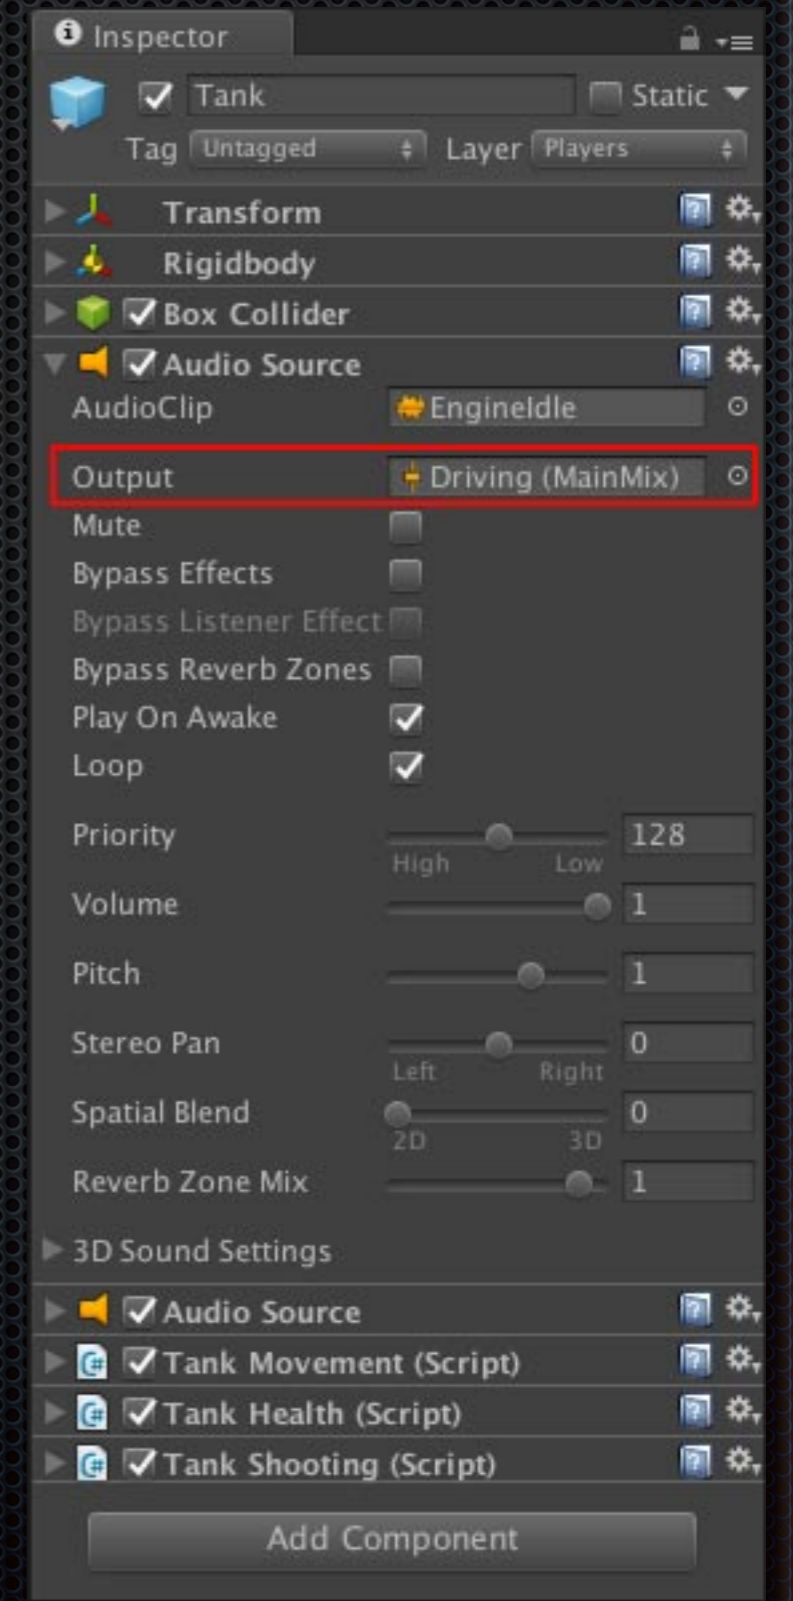 Inspector
Tank Static
Tag Untagged Layer Players
Transform
Rigidbody
Box Collider
Audio Source
AudioClip EngineIdle
Output Driving (MainMix)
Mute
Bypass Effects
Bypass Listener Effect
Bypass Reverb Zones
Play On Awake
Loop
Priority 128
High Low
Volume 1
Pitch 1
Stereo Pan 0
Left Right
Spatial Blend 0
2D 3D
Reverb Zone Mix 1
3D Sound Settings
Audio Source
Tank Movement (Script)
Tank Health (Script)
Tank Shooting (Script)
Add Component